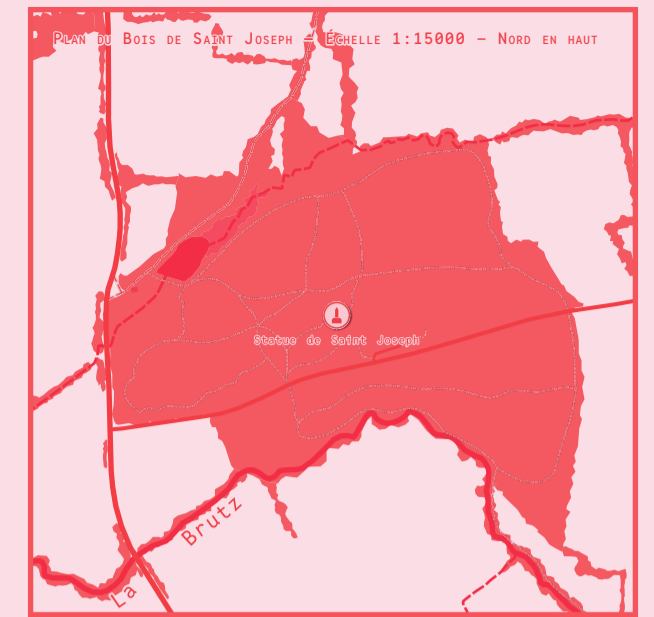 Plan du Bois de Saint Joseph – Échelle 1:15000 – Nord en haut
Statue de Saint Joseph
La Brutz